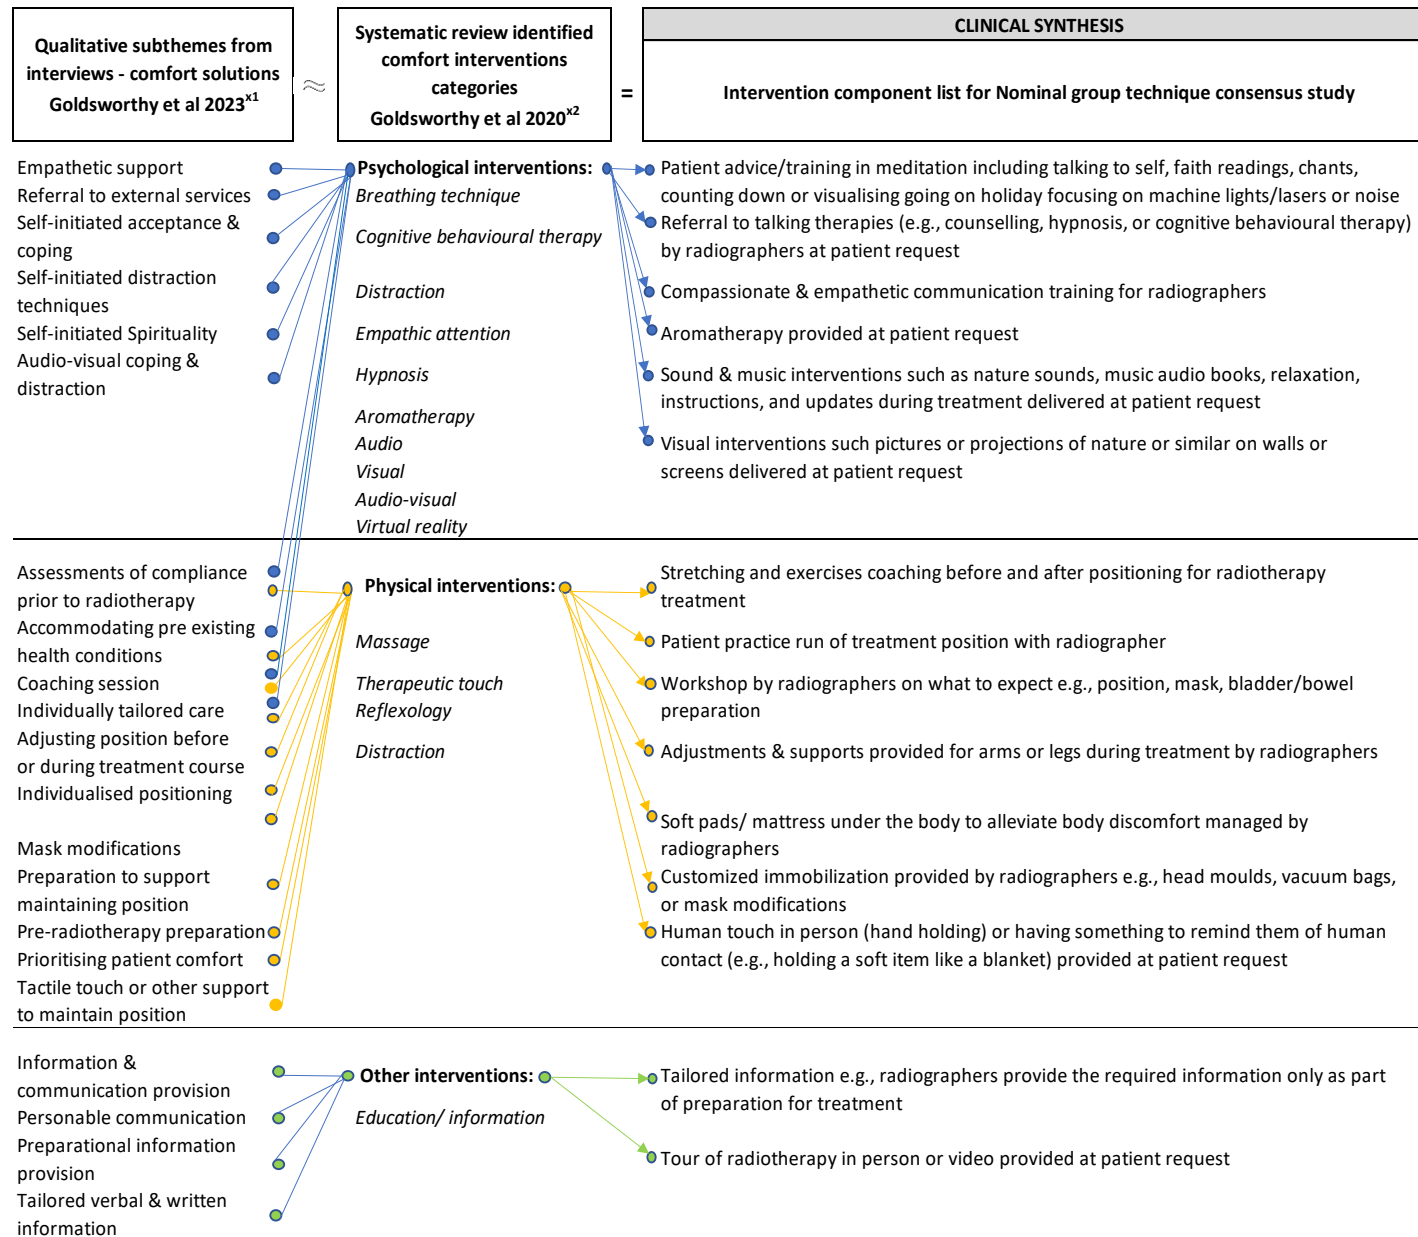 Qualitative subthemes from
interviews - comfort solutions
Goldsworthy et al 2023x1
≈
Systematic review identified
comfort interventions
categories
Goldsworthy et al 2020x2
=
CLINICAL SYNTHESIS
Intervention component list for Nominal group technique consensus study
Empathetic support
Referral to external services
Self-initiated acceptance &
coping
Self-initiated distraction
techniques
Self-initiated Spirituality
Audio-visual coping &
distraction
Psychological interventions:
Breathing technique
Cognitive behavioural therapy
Distraction
Empathic attention
Hypnosis
Aromatherapy
Audio
Visual
Audio-visual
Virtual reality
Patient advice/training in meditation including talking to self, faith readings, chants,
counting down or visualising going on holiday focusing on machine lights/lasers or noise
Referral to talking therapies (e.g., counselling, hypnosis, or cognitive behavioural therapy)
by radiographers at patient request
Compassionate & empathetic communication training for radiographers
Aromatherapy provided at patient request
Sound & music interventions such as nature sounds, music audio books, relaxation,
instructions, and updates during treatment delivered at patient request
Visual interventions such pictures or projections of nature or similar on walls or
screens delivered at patient request
Assessments of compliance
prior to radiotherapy
Accommodating pre existing
health conditions
Coaching session
Individually tailored care
Adjusting position before
or during treatment course
Individualised positioning
Mask modifications
Preparation to support
maintaining position
Pre-radiotherapy preparation
Prioritising patient comfort
Tactile touch or other support
to maintain position
Physical interventions:
Massage
Therapeutic touch
Reflexology
Distraction
Stretching and exercises coaching before and after positioning for radiotherapy
treatment
Patient practice run of treatment position with radiographer
Workshop by radiographers on what to expect e.g., position, mask, bladder/bowel
preparation
Adjustments & supports provided for arms or legs during treatment by radiographers
Soft pads/ mattress under the body to alleviate body discomfort managed by
radiographers
Customized immobilization provided by radiographers e.g., head moulds, vacuum bags,
or mask modifications
Human touch in person (hand holding) or having something to remind them of human
contact (e.g., holding a soft item like a blanket) provided at patient request
Information &
communication provision
Personable communication
Preparational information
provision
Tailored verbal & written
information
Other interventions:
Education/ information
Tailored information e.g., radiographers provide the required information only as part
of preparation for treatment
Tour of radiotherapy in person or video provided at patient request